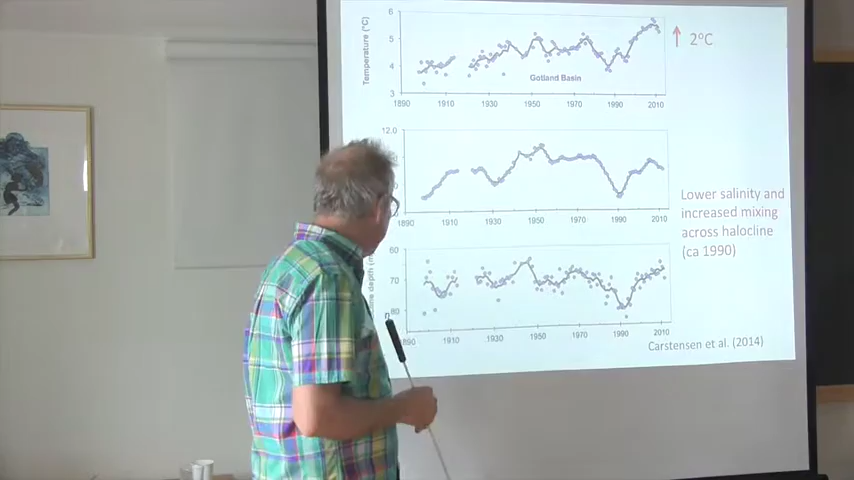 6
5
4
3
Temperature (°C)
2°C
Gotland Basin
1890 1910 1930 1950 1970 1990 2010
12.0
1910 1930 1950 1970 1990 2010
Lower salinity and
increased mixing
across halocline
(ca 1990)
60
70
80
depth
1910 1930 1950 1970 1990 2010
Carstensen et al. (2014)